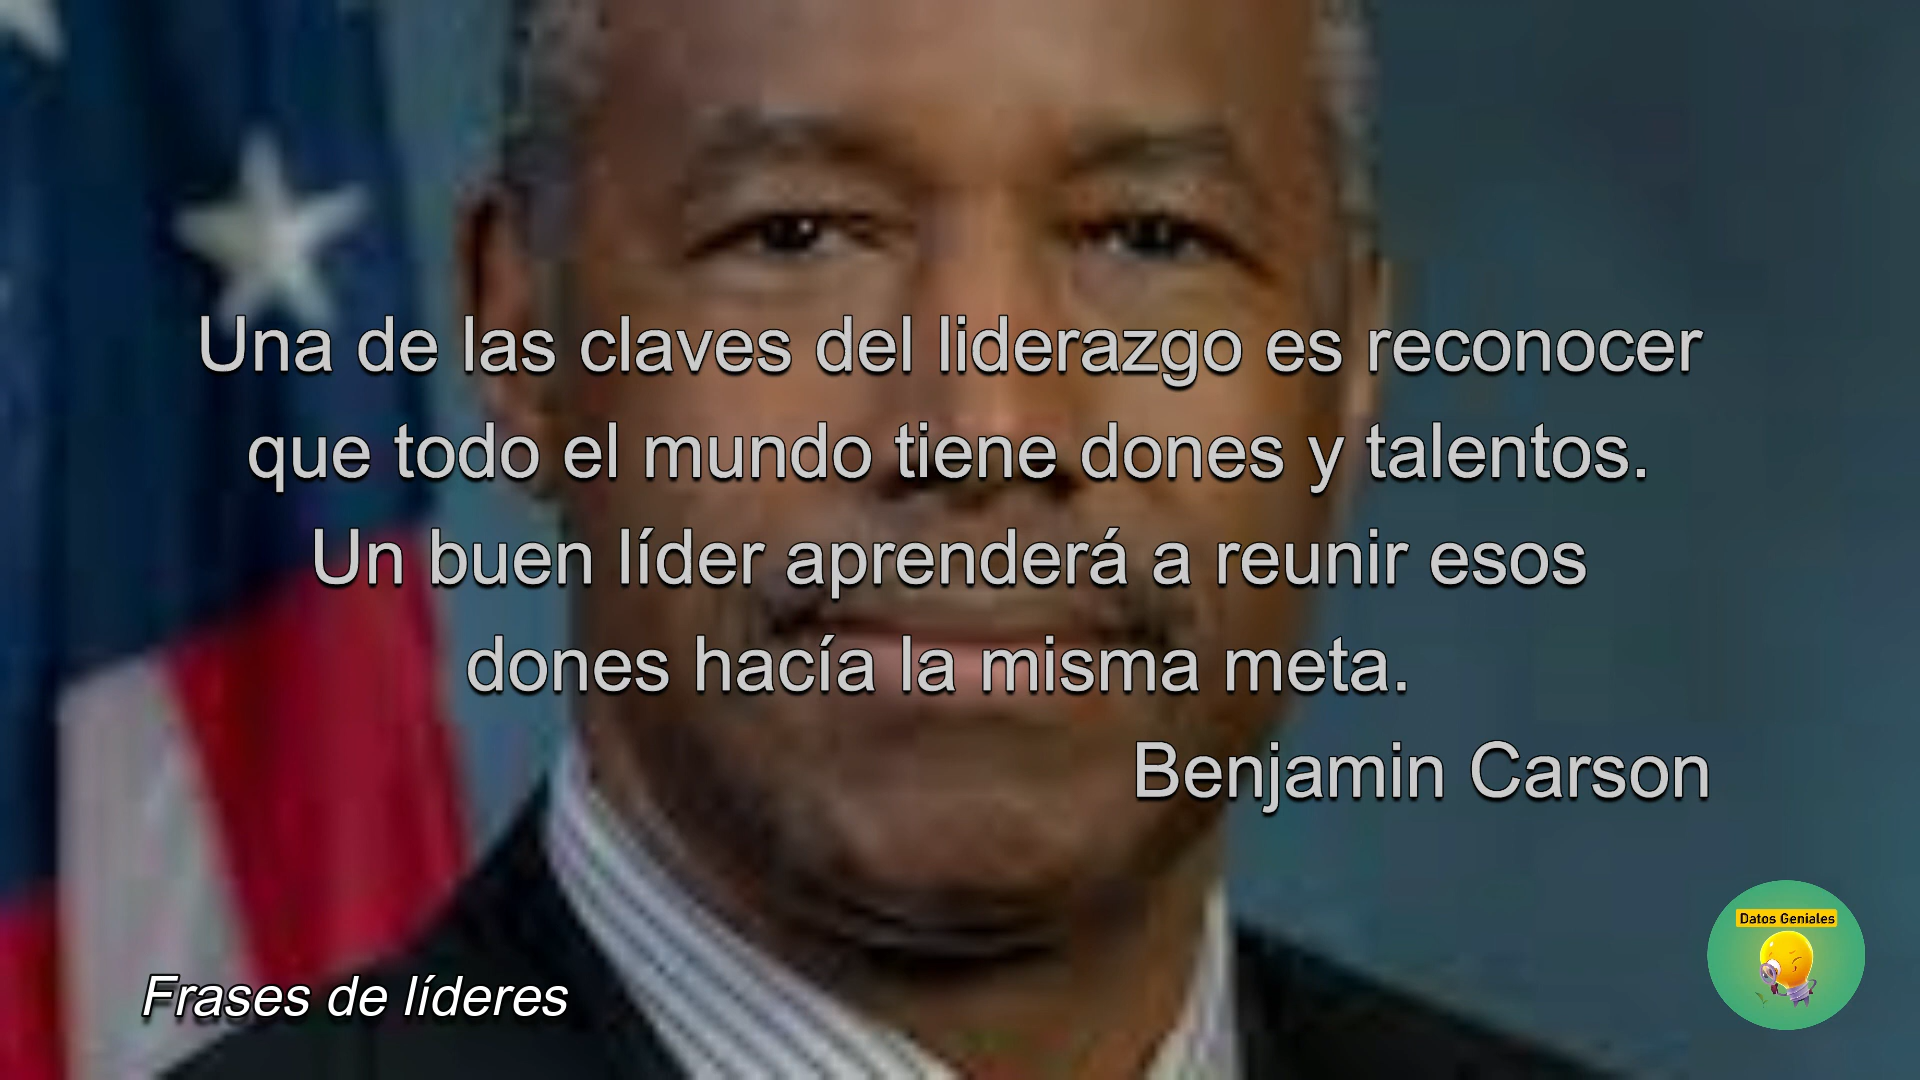 Una de las claves del liderazgo es reconocer
que todo el mundo tiene dones y talentos.
Un buen líder aprenderá a reunir esos
dones hacía la misma meta.
Benjamin Carson
Datos Geniales
Frases de líderes